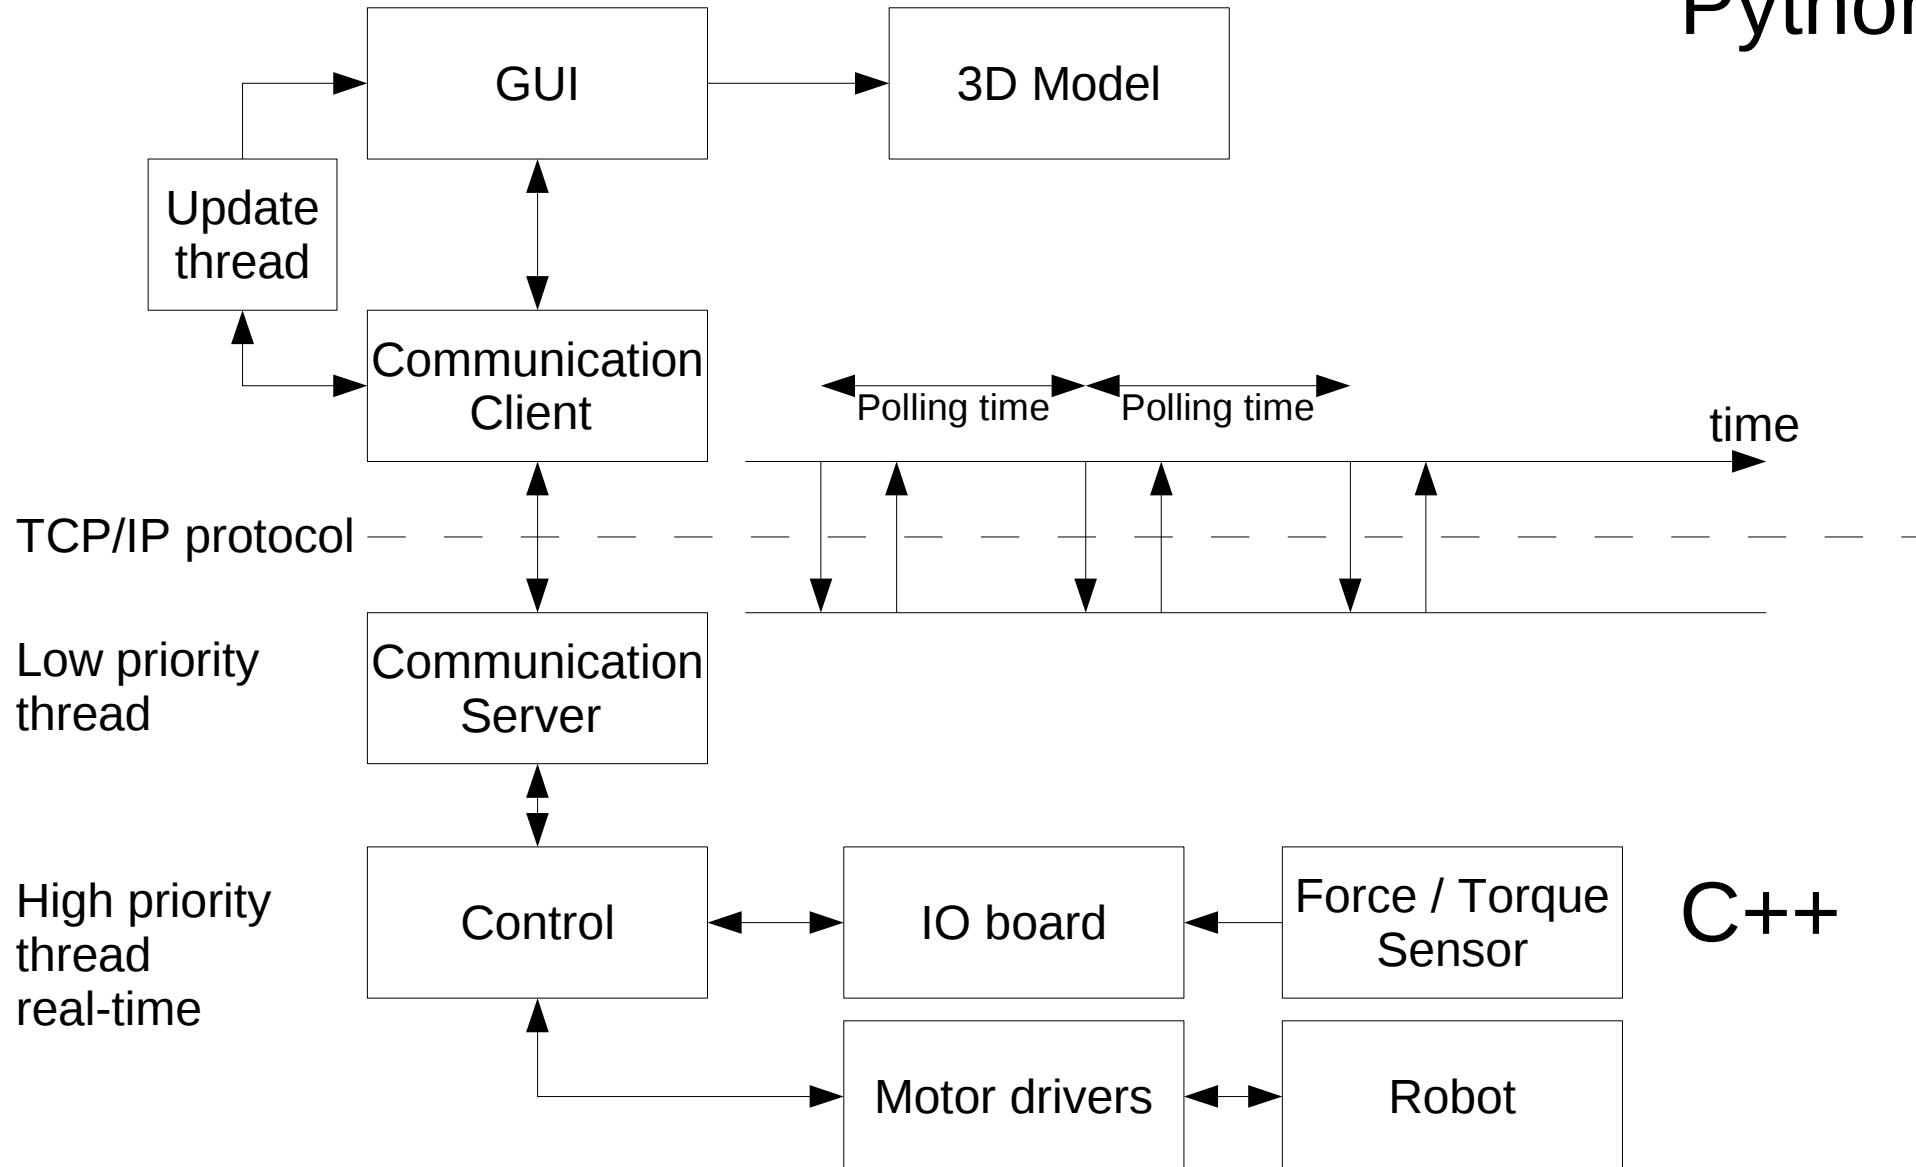 Python
GUI
3D Model
Update
thread
Communication
Client
Polling time
Polling time
time
TCP/IP protocol
Low priority
thread
Communication
Server
High priority
thread
real-time
Control
IO board
Force / Torque
Sensor
C++
Motor drivers
Robot